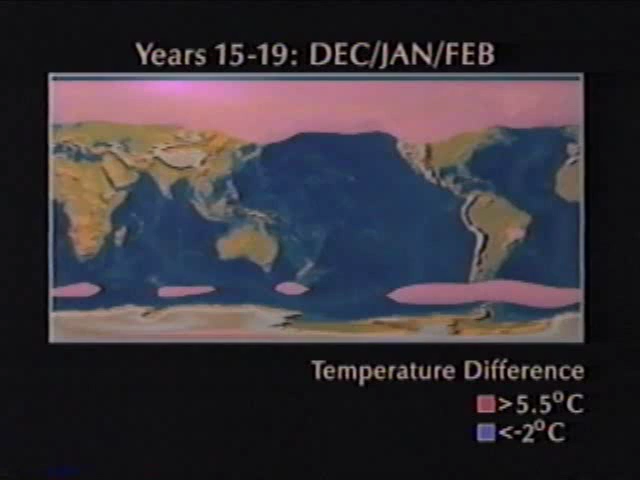 Years 15-19: DEC/JAN/FEB
Temperature Difference
>5.5°C
<-2°C